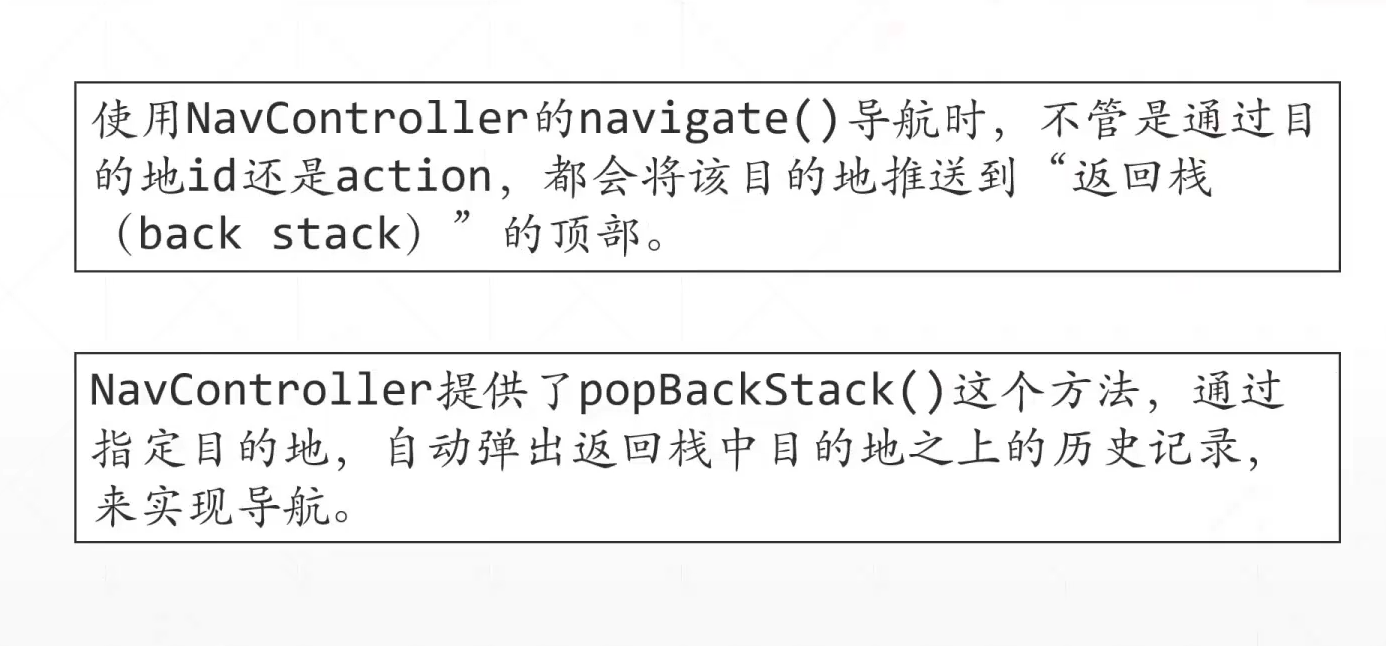 使用NavController的navigate()导航时，不管是通过目
的地id还是action，都会将该目的地推送到“返回栈
（back stack）”的顶部。
NavController提供了popBackStack()这个方法，通过
指定目的地，自动弹出返回栈中目的地之上的历史记录，
来实现导航。